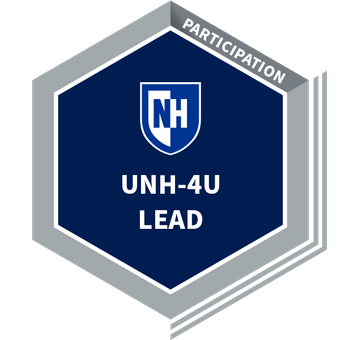 PARTICIPATION
NH
UNH-4U
LEAD